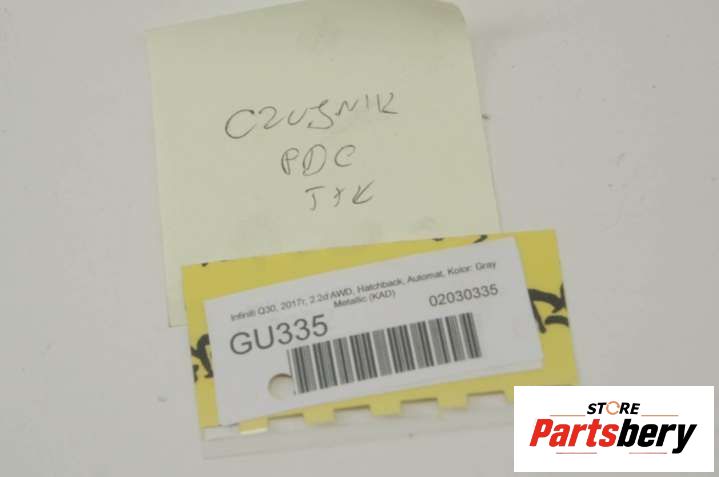 CZUJNIK
PDC
TYŁ
Infiniti Q30, 2017r, 2.2d AWD, Hatchback, Automat, Kolor: Gray
Metallic (KAD)
02030335
GU335
STORE
Partsbery